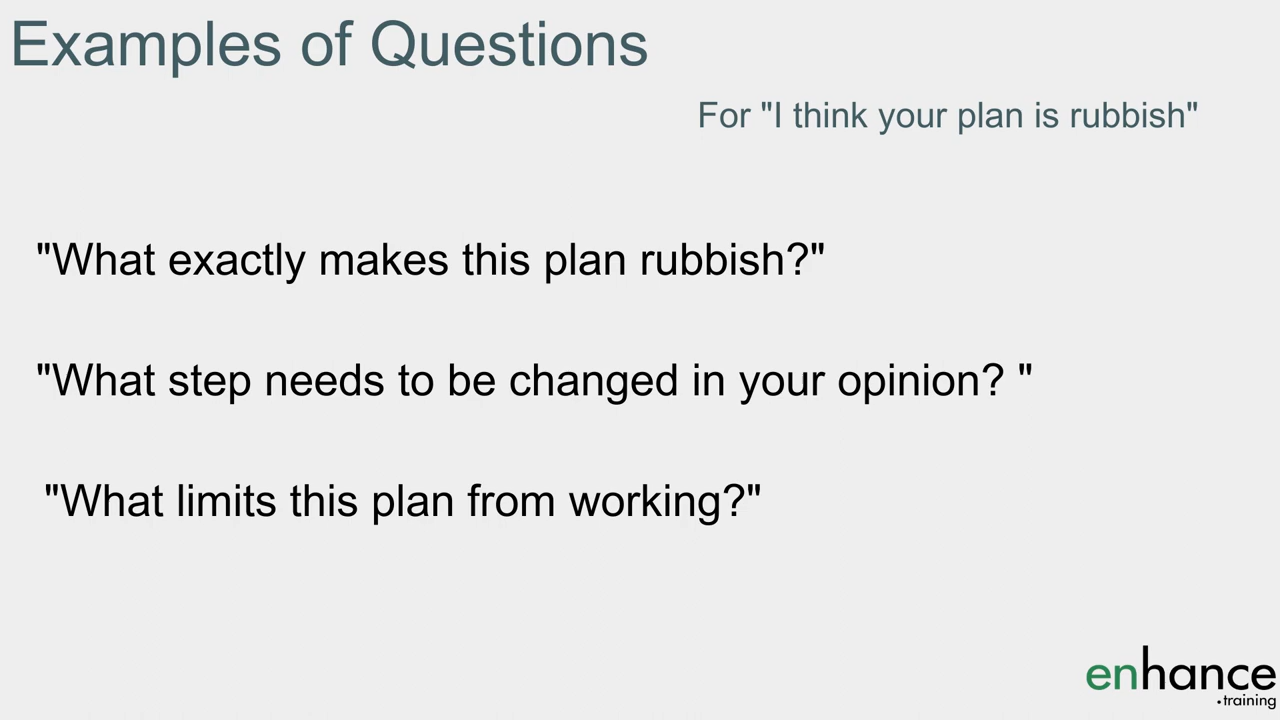 Examples of Questions
For "I think your plan is rubbish"
"What exactly makes this plan rubbish?"
"What step needs to be changed in your opinion? "
"What limits this plan from working?"
enhance
.training